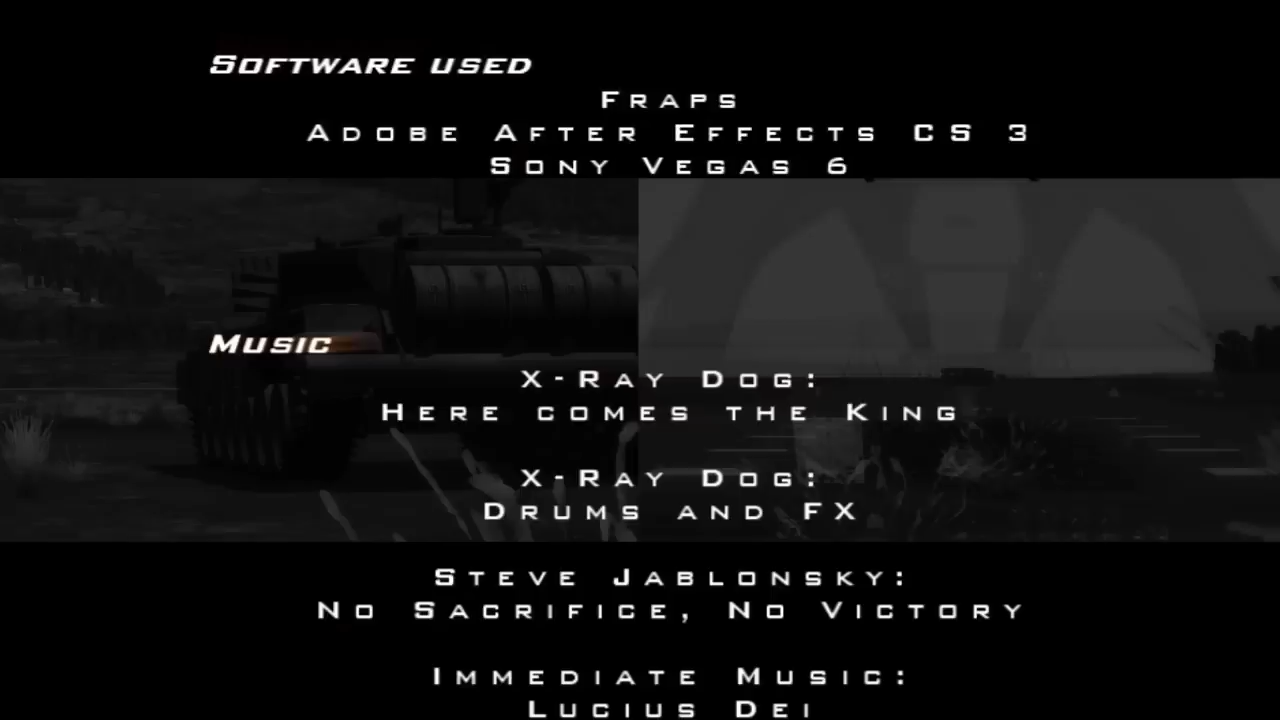 Software used
Fraps
Adobe After Effects CS 3
Sony Vegas 6
Music
X-Ray Dog:
Here comes the King
X-Ray Dog:
Drums and FX
Steve Jablonsky:
No Sacrifice, No Victory
Immediate Music:
Lucius Dei